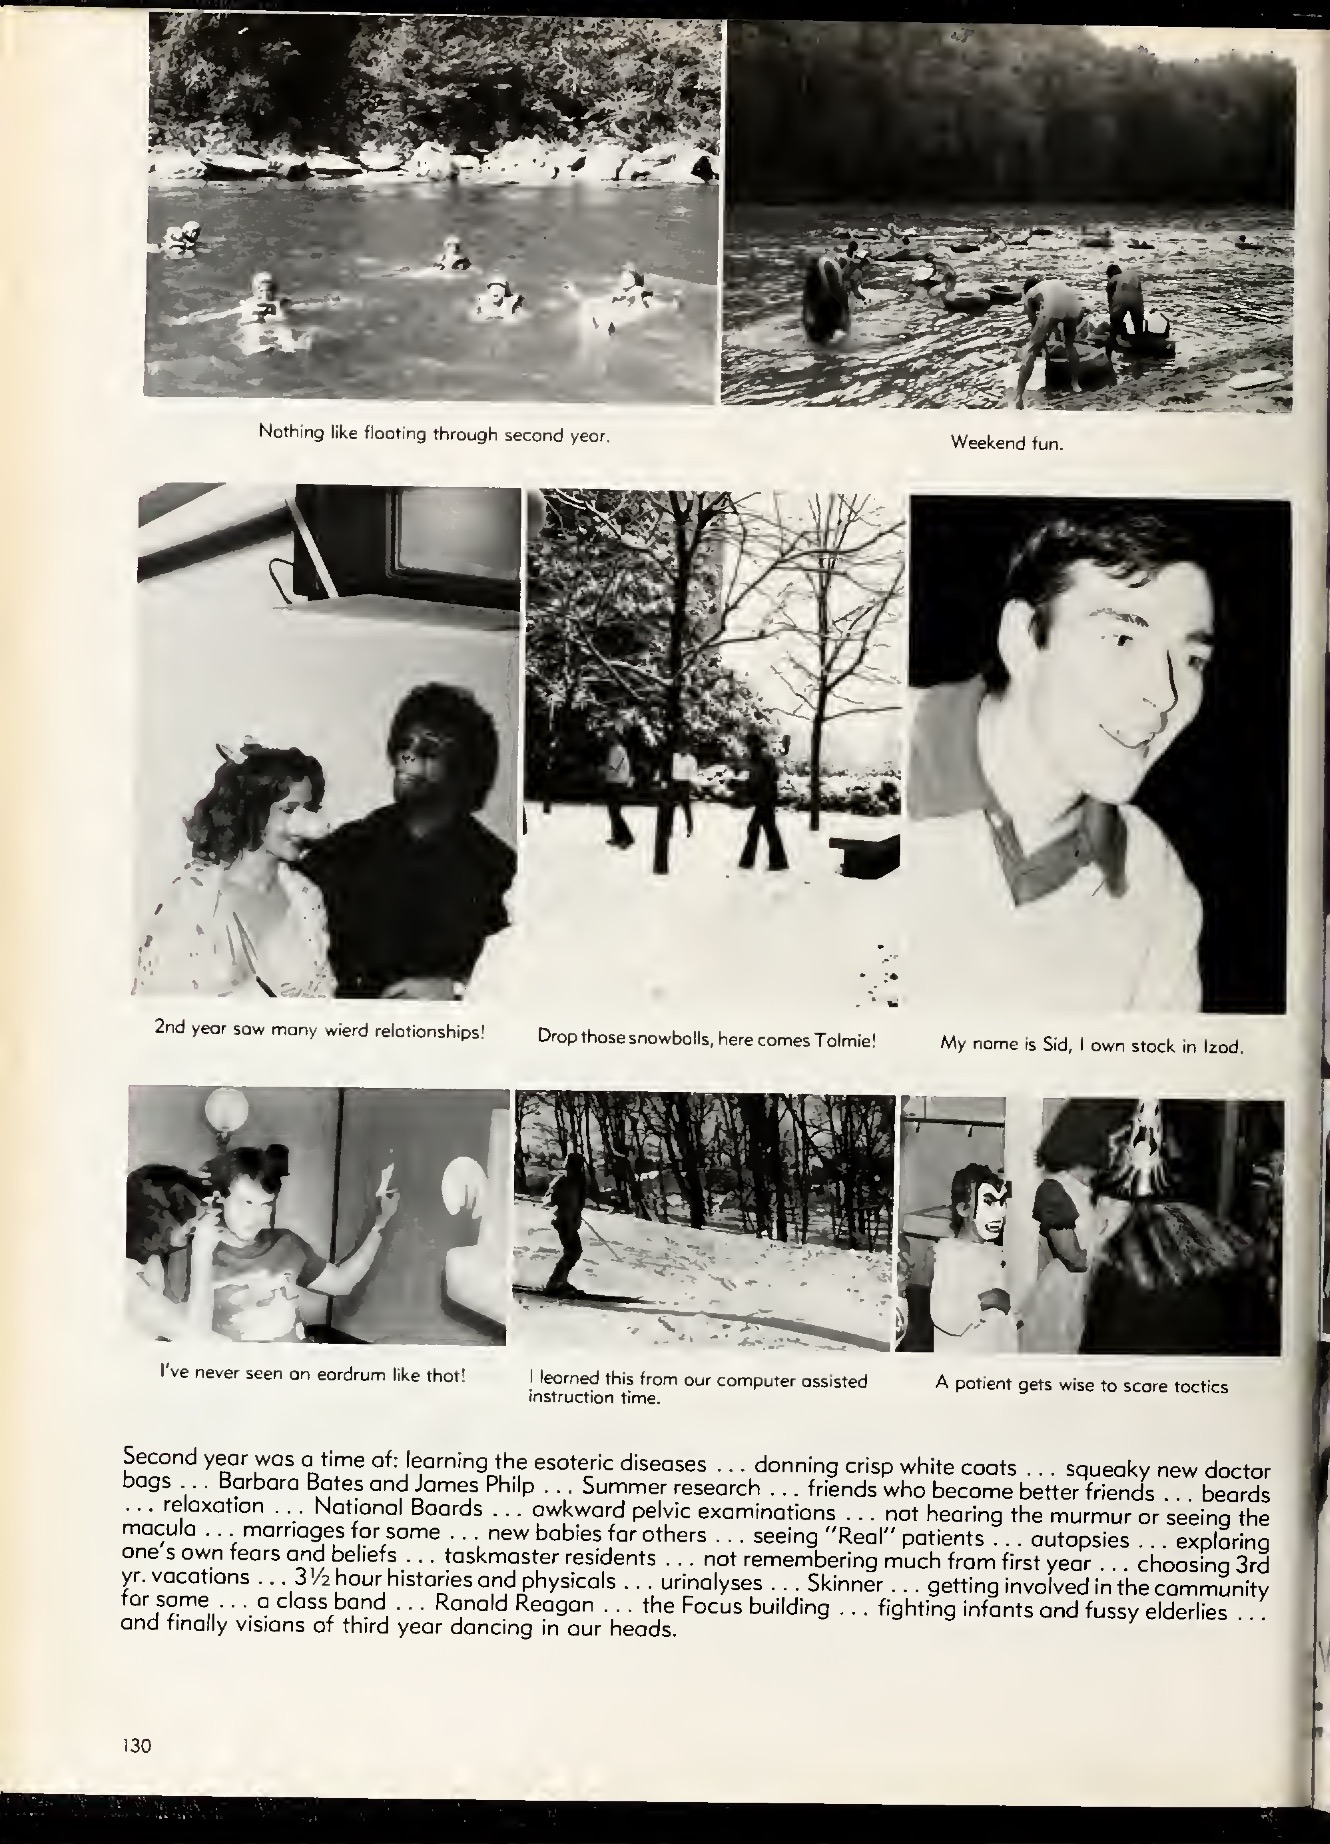 Nothing like floating through second year.
Weekend fun.
2nd year saw many wierd relationships!
Drop those snowballs, here comes Tolmie!
My name is Sid, I own stock in Izod.
I've never seen an eardrum like that!
I learned this from our computer assisted
instruction time.
A patient gets wise to scare tactics
Second year was a time of: learning the esoteric diseases ... donning crisp white coats ... squeaky new doctor
bags ... Barbara Bates and James Philp ... Summer research ... friends who become better friends ... beards
... relaxation ... National Boards ... awkward pelvic examinations ... not hearing the murmur or seeing the
macula ... marriages for some ... new babies for others ... seeing "Real" patients ... autopsies ... exploring
one's own fears and beliefs ... taskmaster residents ... not remembering much from first year ... choosing 3rd
yr. vacations ... 3½ hour histories and physicals ... urinalyses ... Skinner ... getting involved in the community
for some ... a class band ... Ronald Reagan ... the Focus building ... fighting infants and fussy elderlies ...
and finally visions of third year dancing in our heads.
130